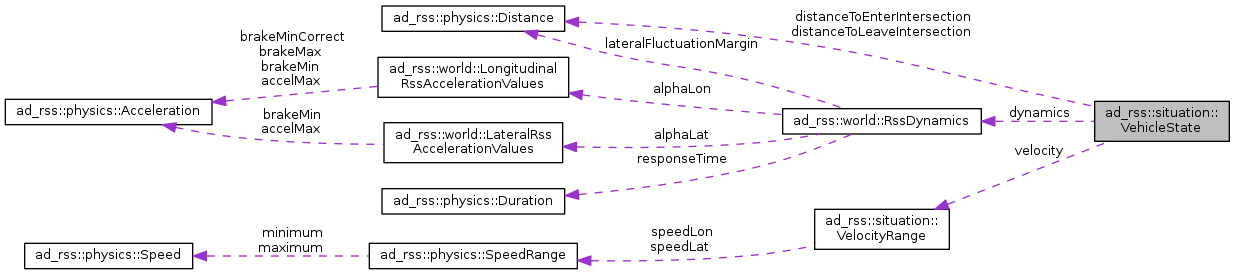 ad_rss::physics::Distance
distanceToEnterIntersection
distanceToLeaveIntersection
lateralFluctuationMargin
brakeMinCorrect
brakeMax
brakeMin
accelMax
ad_rss::world::Longitudinal
RssAccelerationValues
alphaLon
ad_rss::physics::Acceleration
brakeMin
accelMax
ad_rss::world::LateralRss
AccelerationValues
alphaLat
ad_rss::world::RssDynamics
dynamics
ad_rss::situation::
VehicleState
responseTime
velocity
ad_rss::physics::Duration
ad_rss::situation::
VelocityRange
minimum
maximum
speedLon
speedLat
ad_rss::physics::Speed
ad_rss::physics::SpeedRange